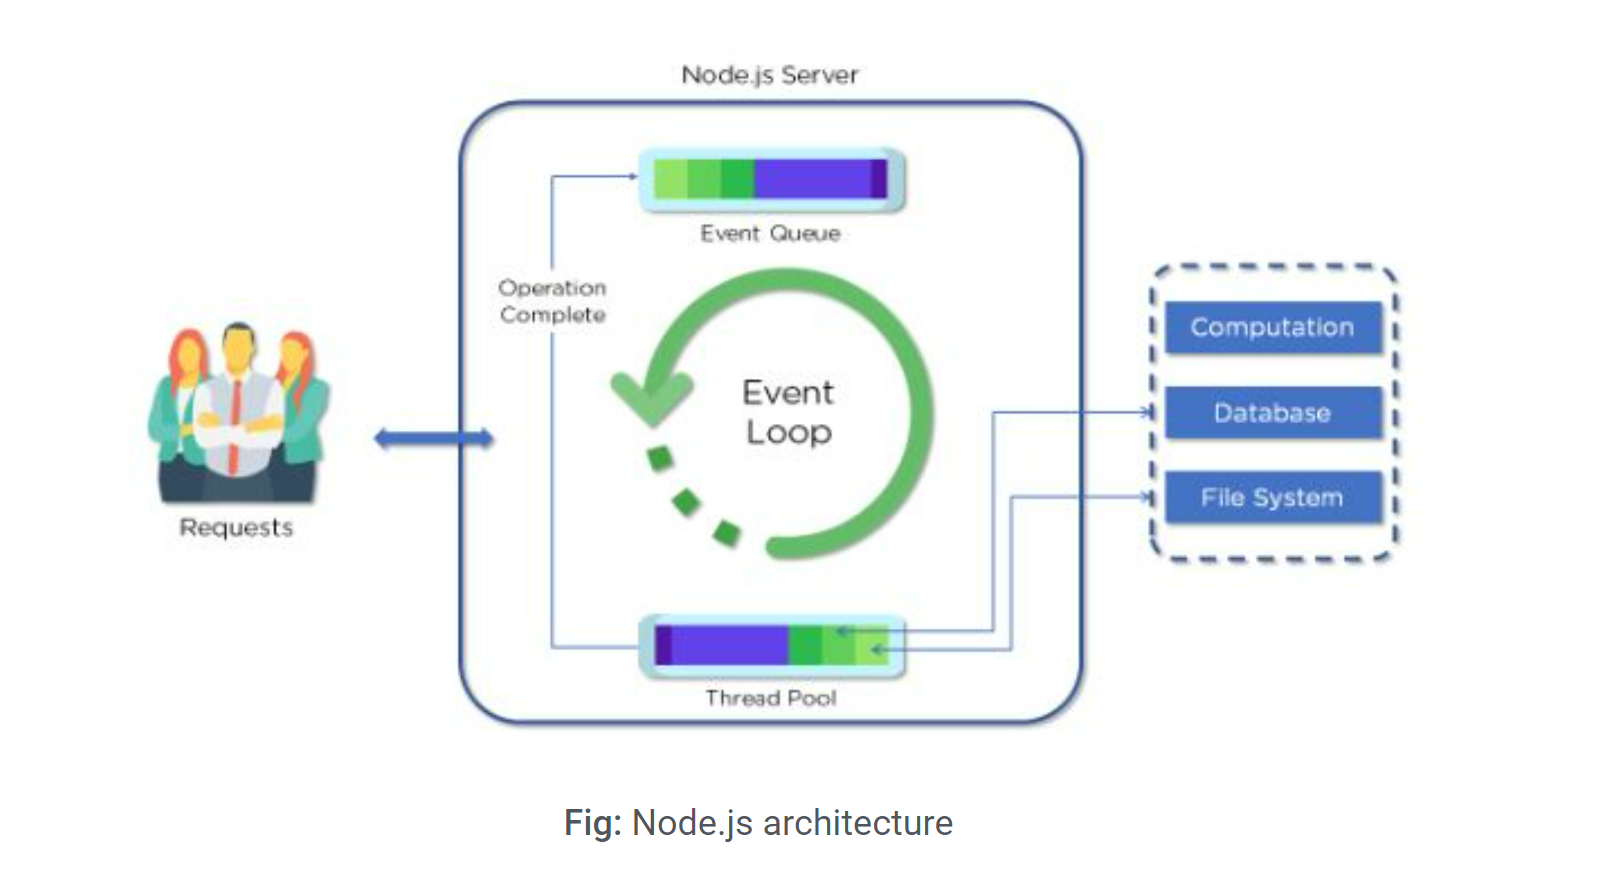 Node.js Server
Event Queue
Operation
Complete
Event
Loop
Requests
Computation
Database
File System
Thread Pool
Fig: Node.js architecture